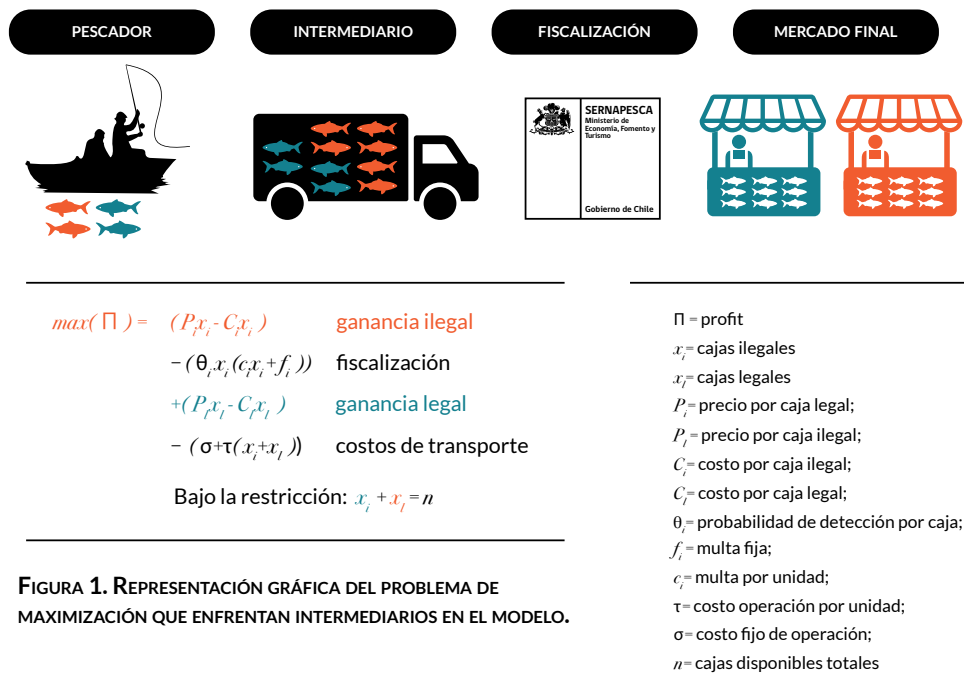 PESCADOR
INTERMEDIARIO
FISCALIZACIÓN
MERCADO FINAL
SERNAPESCA
Ministerio de
Economía, Fomento y
Turismo
Gobierno de Chile
max( Π ) = (P_i x_i - C_i x_i ) ganancia ilegal
− (θ_i x_i (c_i x_i + f_i )) fiscalización
+(P_l x_l - C_l x_l ) ganancia legal
− (σ+τ(x_i+x_l )) costos de transporte
Bajo la restricción: x_i + x_l = n
FIGURA 1. REPRESENTACIÓN GRÁFICA DEL PROBLEMA DE
MAXIMIZACIÓN QUE ENFRENTAN INTERMEDIARIOS EN EL MODELO.
Π = profit
x_i = cajas ilegales
x_l = cajas legales
P_i = precio por caja legal;
P_l = precio por caja ilegal;
C_i = costo por caja ilegal;
C_l = costo por caja legal;
θ_i = probabilidad de detección por caja;
f_i = multa fija;
c_i = multa por unidad;
τ= costo operación por unidad;
σ= costo fijo de operación;
n= cajas disponibles totales